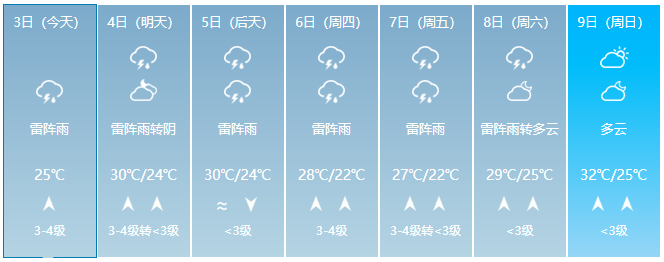 3日（今天）
雷阵雨
25℃
3-4级
4日（明天）
雷阵雨转阴
30℃/24℃
3-4级转<3级
5日（后天）
雷阵雨
30℃/24℃
<3级
6日（周四）
雷阵雨
28℃/22℃
3-4级
7日（周五）
雷阵雨
27℃/22℃
3-4级转<3级
8日（周六）
雷阵雨转多云
29℃/25℃
<3级
9日（周日）
多云
32℃/25℃
<3级